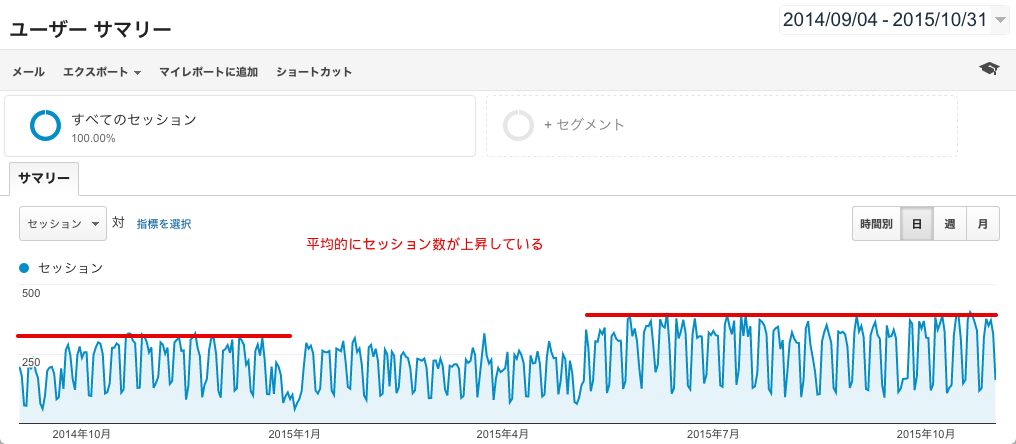 ユーザー サマリー
2014/09/04 - 2015/10/31
メール エクスポート マイレポートに追加 ショートカット
すべてのセッション
100.00%
+ セグメント
サマリー
セッション 対 指標を選択
時間別 日 週 月
平均的にセッション数が上昇している
セッション
500
250
2014年10月 2015年1月 2015年4月 2015年7月 2015年10月